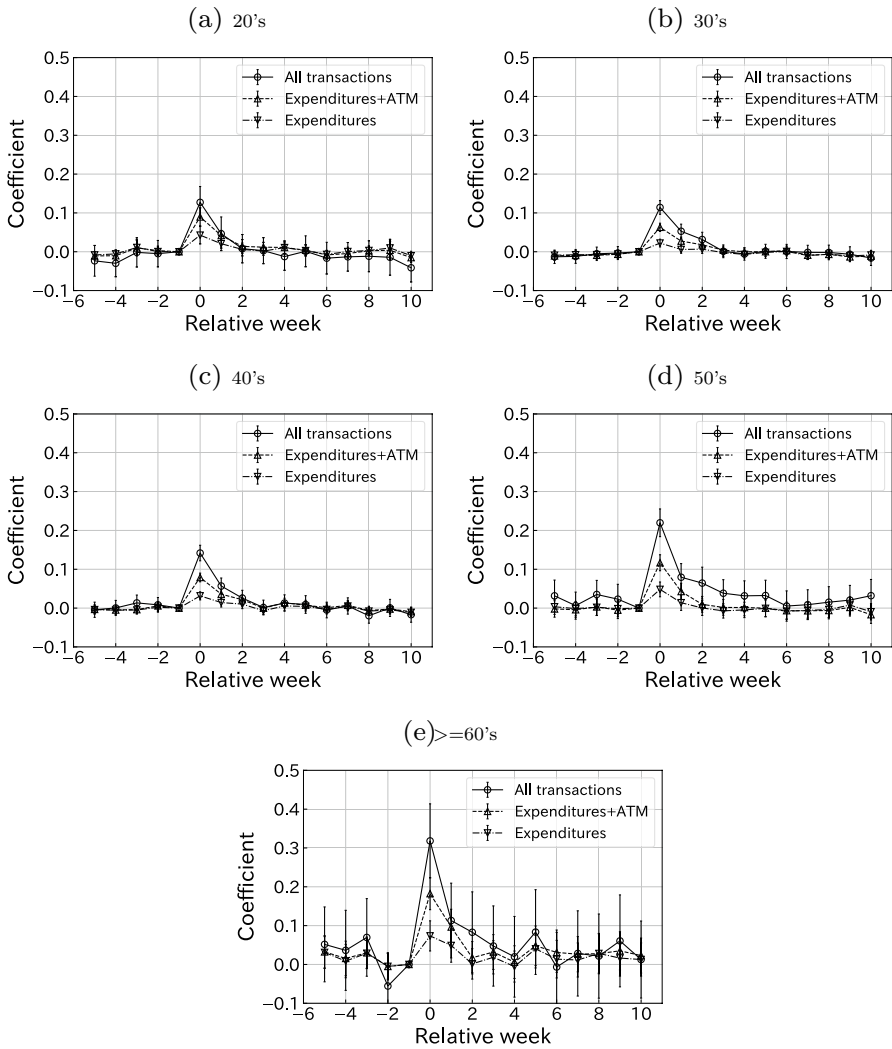 (a) 20's
(b) 30's
0.5
0.4
0.3
0.2
0.1
0.0
−0.1
Coefficient
All transactions
Expenditures+ATM
Expenditures
−6 −4 −2 0 2 4 6 8 10
Relative week
0.5
0.4
0.3
0.2
0.1
0.0
−0.1
Coefficient
All transactions
Expenditures+ATM
Expenditures
−6 −4 −2 0 2 4 6 8 10
Relative week
(c) 40's
(d) 50's
0.5
0.4
0.3
0.2
0.1
0.0
−0.1
Coefficient
All transactions
Expenditures+ATM
Expenditures
−6 −4 −2 0 2 4 6 8 10
Relative week
0.5
0.4
0.3
0.2
0.1
0.0
−0.1
Coefficient
All transactions
Expenditures+ATM
Expenditures
−6 −4 −2 0 2 4 6 8 10
Relative week
(e)>=60's
0.5
0.4
0.3
0.2
0.1
0.0
−0.1
Coefficient
All transactions
Expenditures+ATM
Expenditures
−6 −4 −2 0 2 4 6 8 10
Relative week